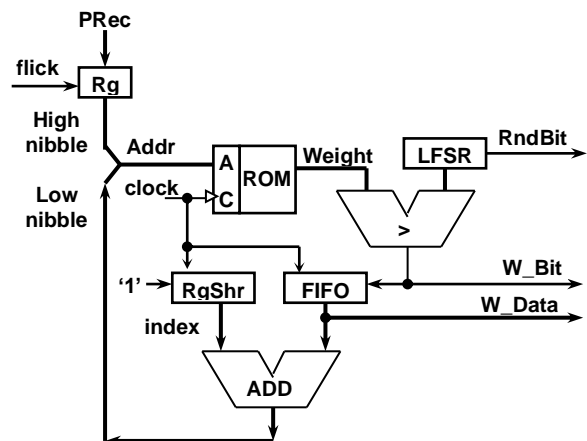 PRec
flick
Rg
High
nibble
Addr
Low
nibble
clock
A
C
ROM
Weight
LFSR
RndBit
>
W_Bit
'1'
RgShr
FIFO
W_Data
index
ADD